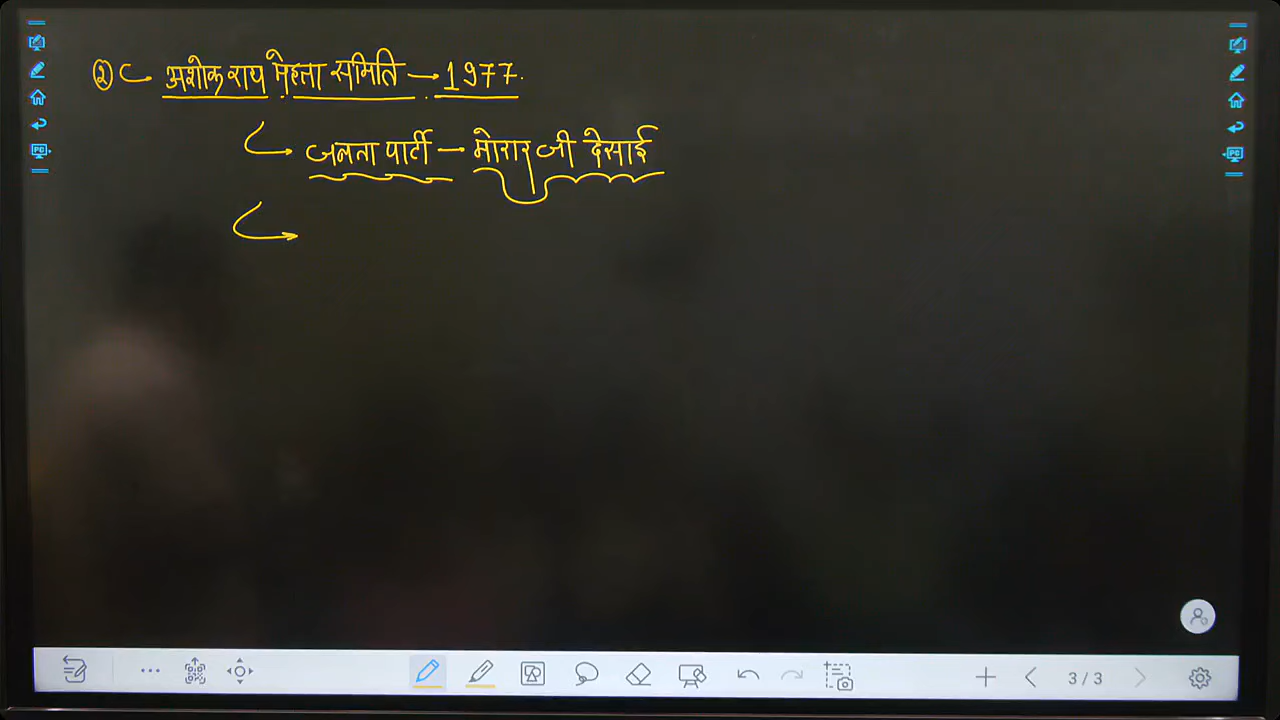 ② अशोक राय मेहता समिति → 1977.
जनता पार्टी – मोरार जी देसाई
3 / 3